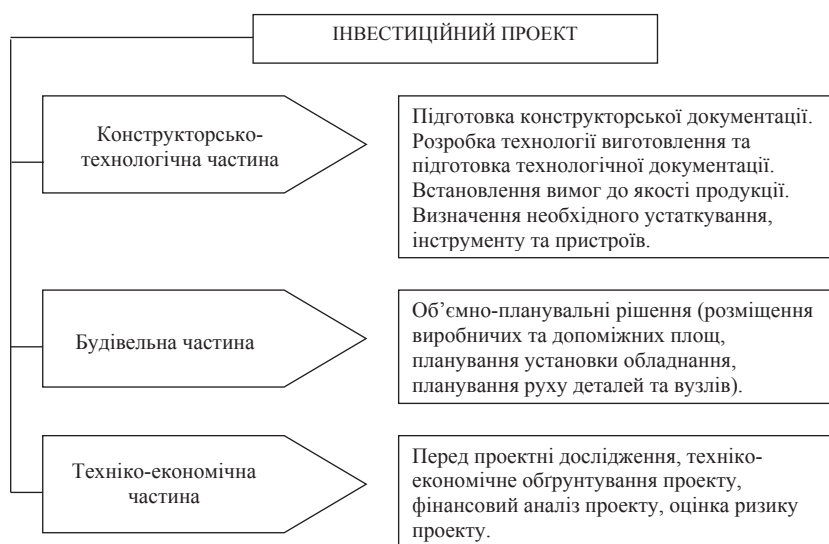 ІНВЕСТИЦІЙНИЙ ПРОЕКТ
Конструкторсько-
технологічна частина
Підготовка конструкторської документації.
Розробка технології виготовлення та
підготовка технологічної документації.
Встановлення вимог до якості продукції.
Визначення необхідного устаткування,
інструменту та пристроїв.
Будівельна частина
Об’ємно-планувальні рішення (розміщення
виробничих та допоміжних площ,
планування установки обладнання,
планування руху деталей та вузлів).
Техніко-економічна
частина
Перед проектні дослідження, техніко-
економічне обґрунтування проекту,
фінансовий аналіз проекту, оцінка ризику
проекту.